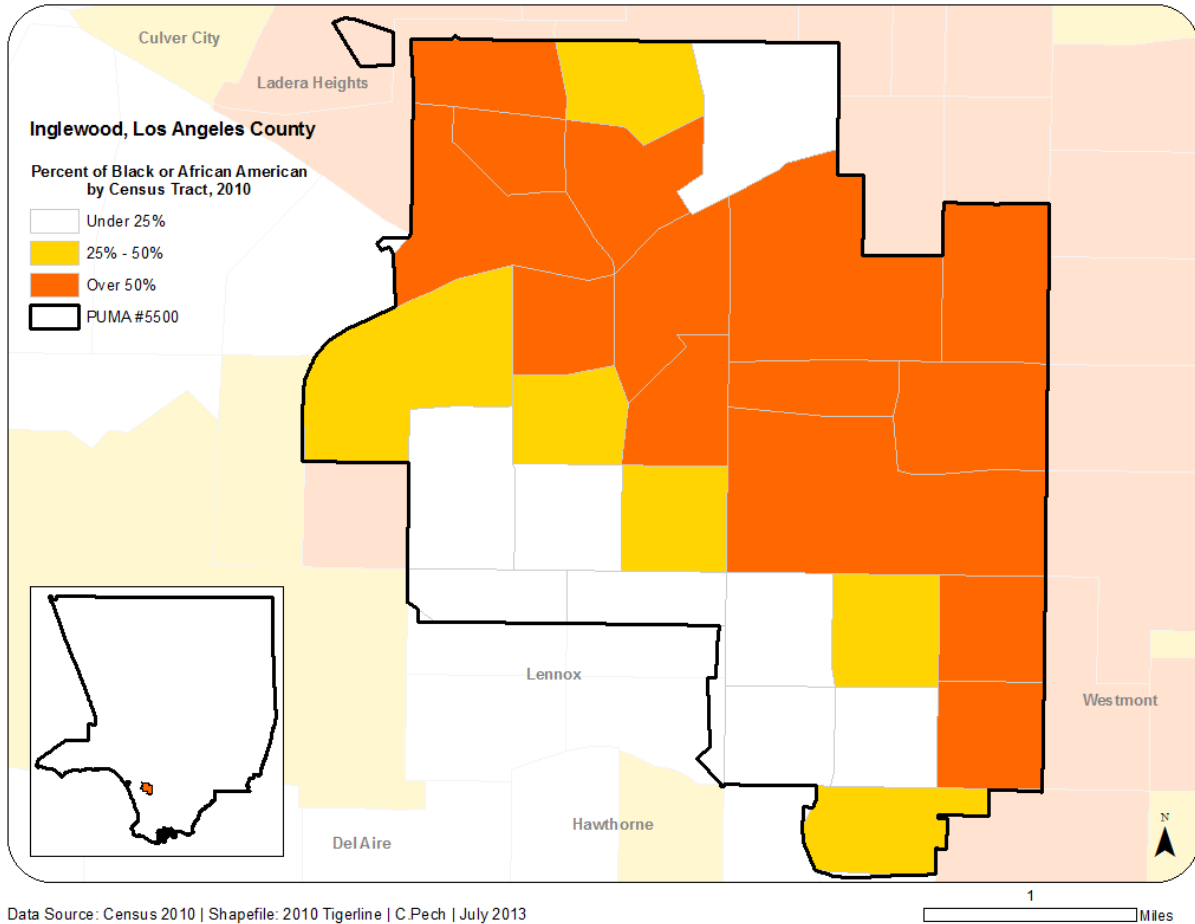 Culver City
Ladera Heights
Inglewood, Los Angeles County
Percent of Black or African American
by Census Tract, 2010
Under 25%
25% - 50%
Over 50%
PUMA #5500
Lennox
Westmont
Hawthorne
Del Aire
N
1
Miles
Data Source: Census 2010 | Shapefile: 2010 Tigerline | C.Pech | July 2013